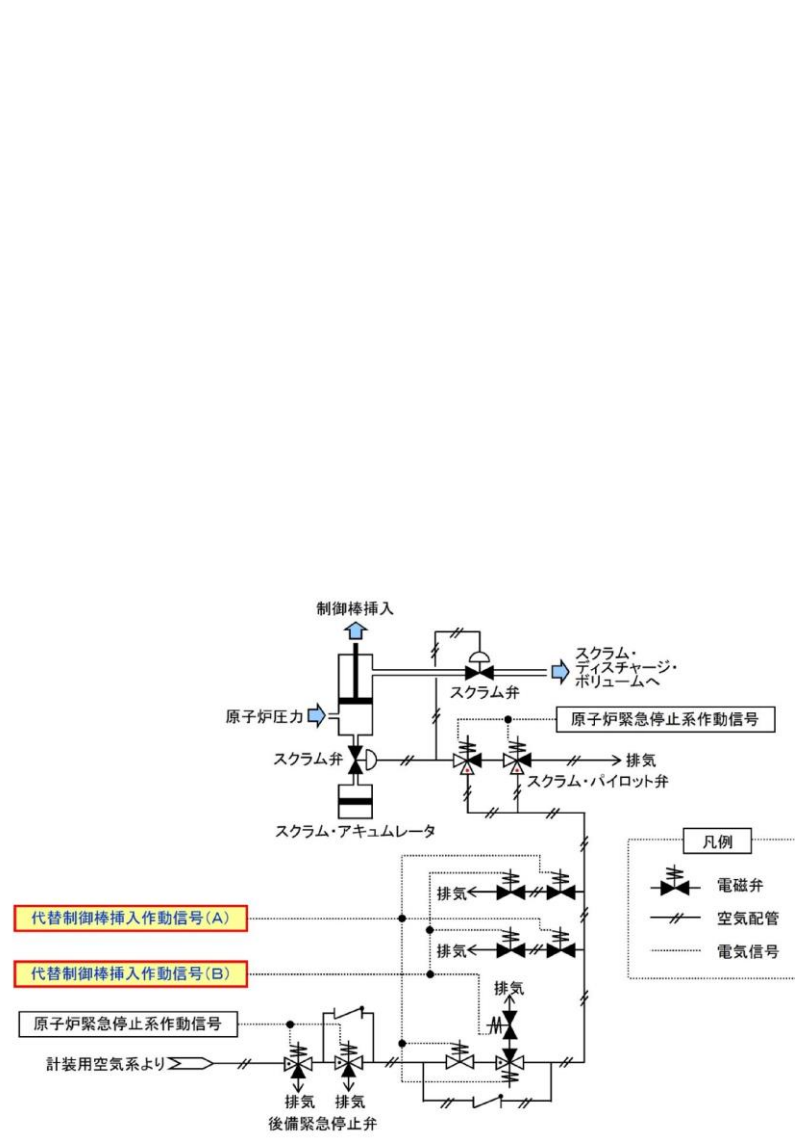 制御棒挿入
スクラム・
ディスチャージ・
ボリュームへ
スクラム弁
原子炉圧力
原子炉緊急停止系作動信号
スクラム弁
排気
スクラム・パイロット弁
スクラム・アキュムレータ
凡例
電磁弁
排気
代替制御棒挿入作動信号(A)
空気配管
排気
電気信号
代替制御棒挿入作動信号(B)
排気
原子炉緊急停止系作動信号
計装用空気系より
排気
排気
後備緊急停止弁